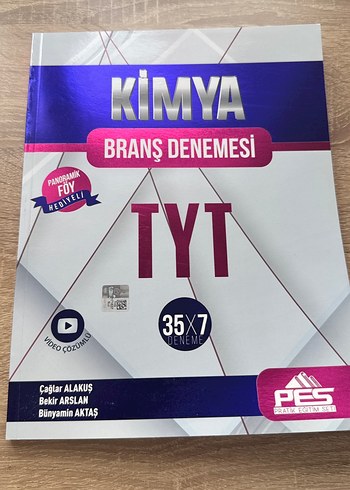 KİMYA
BRANŞ DENEMESİ
PANORAMİK
FÖY
HEDİYELİ
TYT
VİDEO ÇÖZÜMLÜ
35X7
DENEME
Çağlar ALAKUŞ
Bekir ARSLAN
Bünyamin AKTAŞ
PES
PRATİK EĞİTİM SETİ